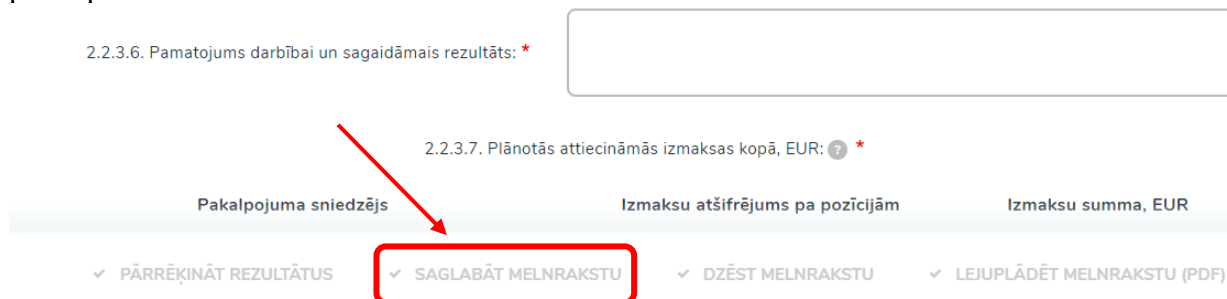 2.2.3.6. Pamatojums darbībai un sagaidāmais rezultāts: *
2.2.3.7. Plānotās attiecināmās izmaksas kopā, EUR: ? *
Pakalpojuma sniedzējs Izmaksu atšifrējums pa pozīcijām Izmaksu summa, EUR
PĀRRĒĶINĀT REZULTĀTUS SAGLABĀT MELNRAKSTU DZĒST MELNRAKSTU LEJUPLĀDĒT MELNRAKSTU (PDF)